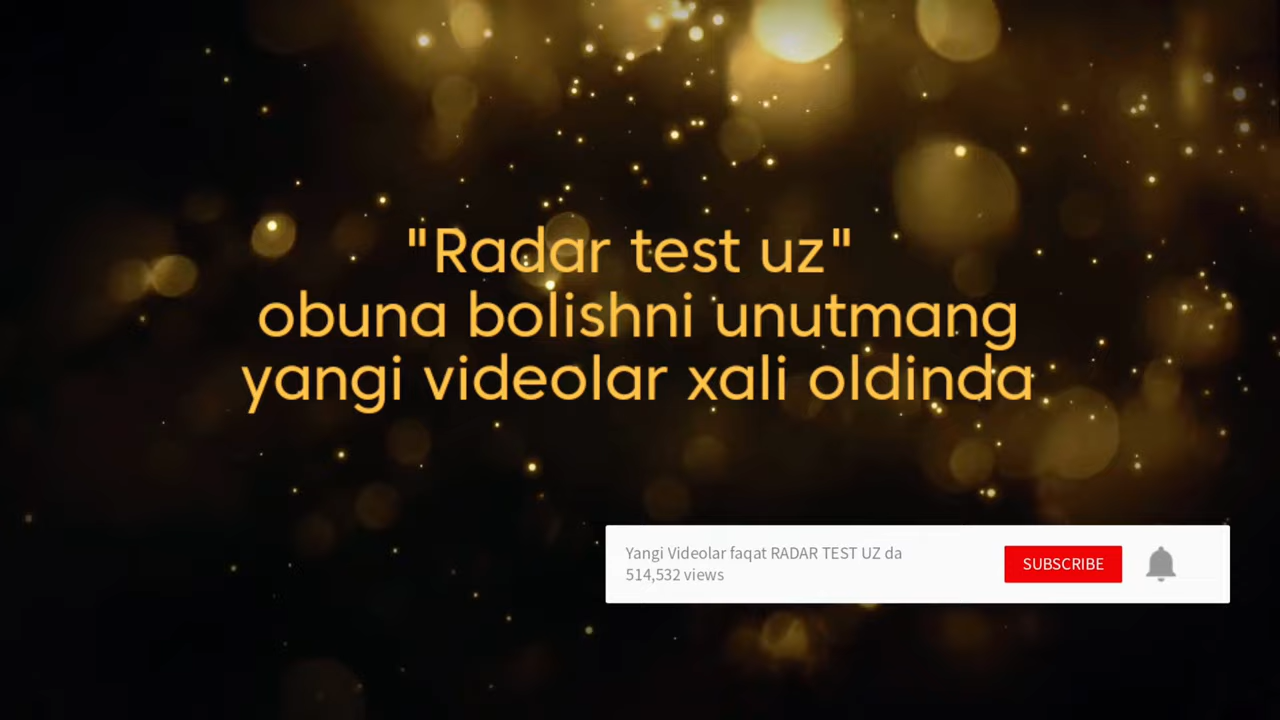 "Radar test uz"
obuna bolishni unutmang
yangi videolar xali oldinda
Yangi Videolar faqat RADAR TEST UZ da
514,532 views
SUBSCRIBE